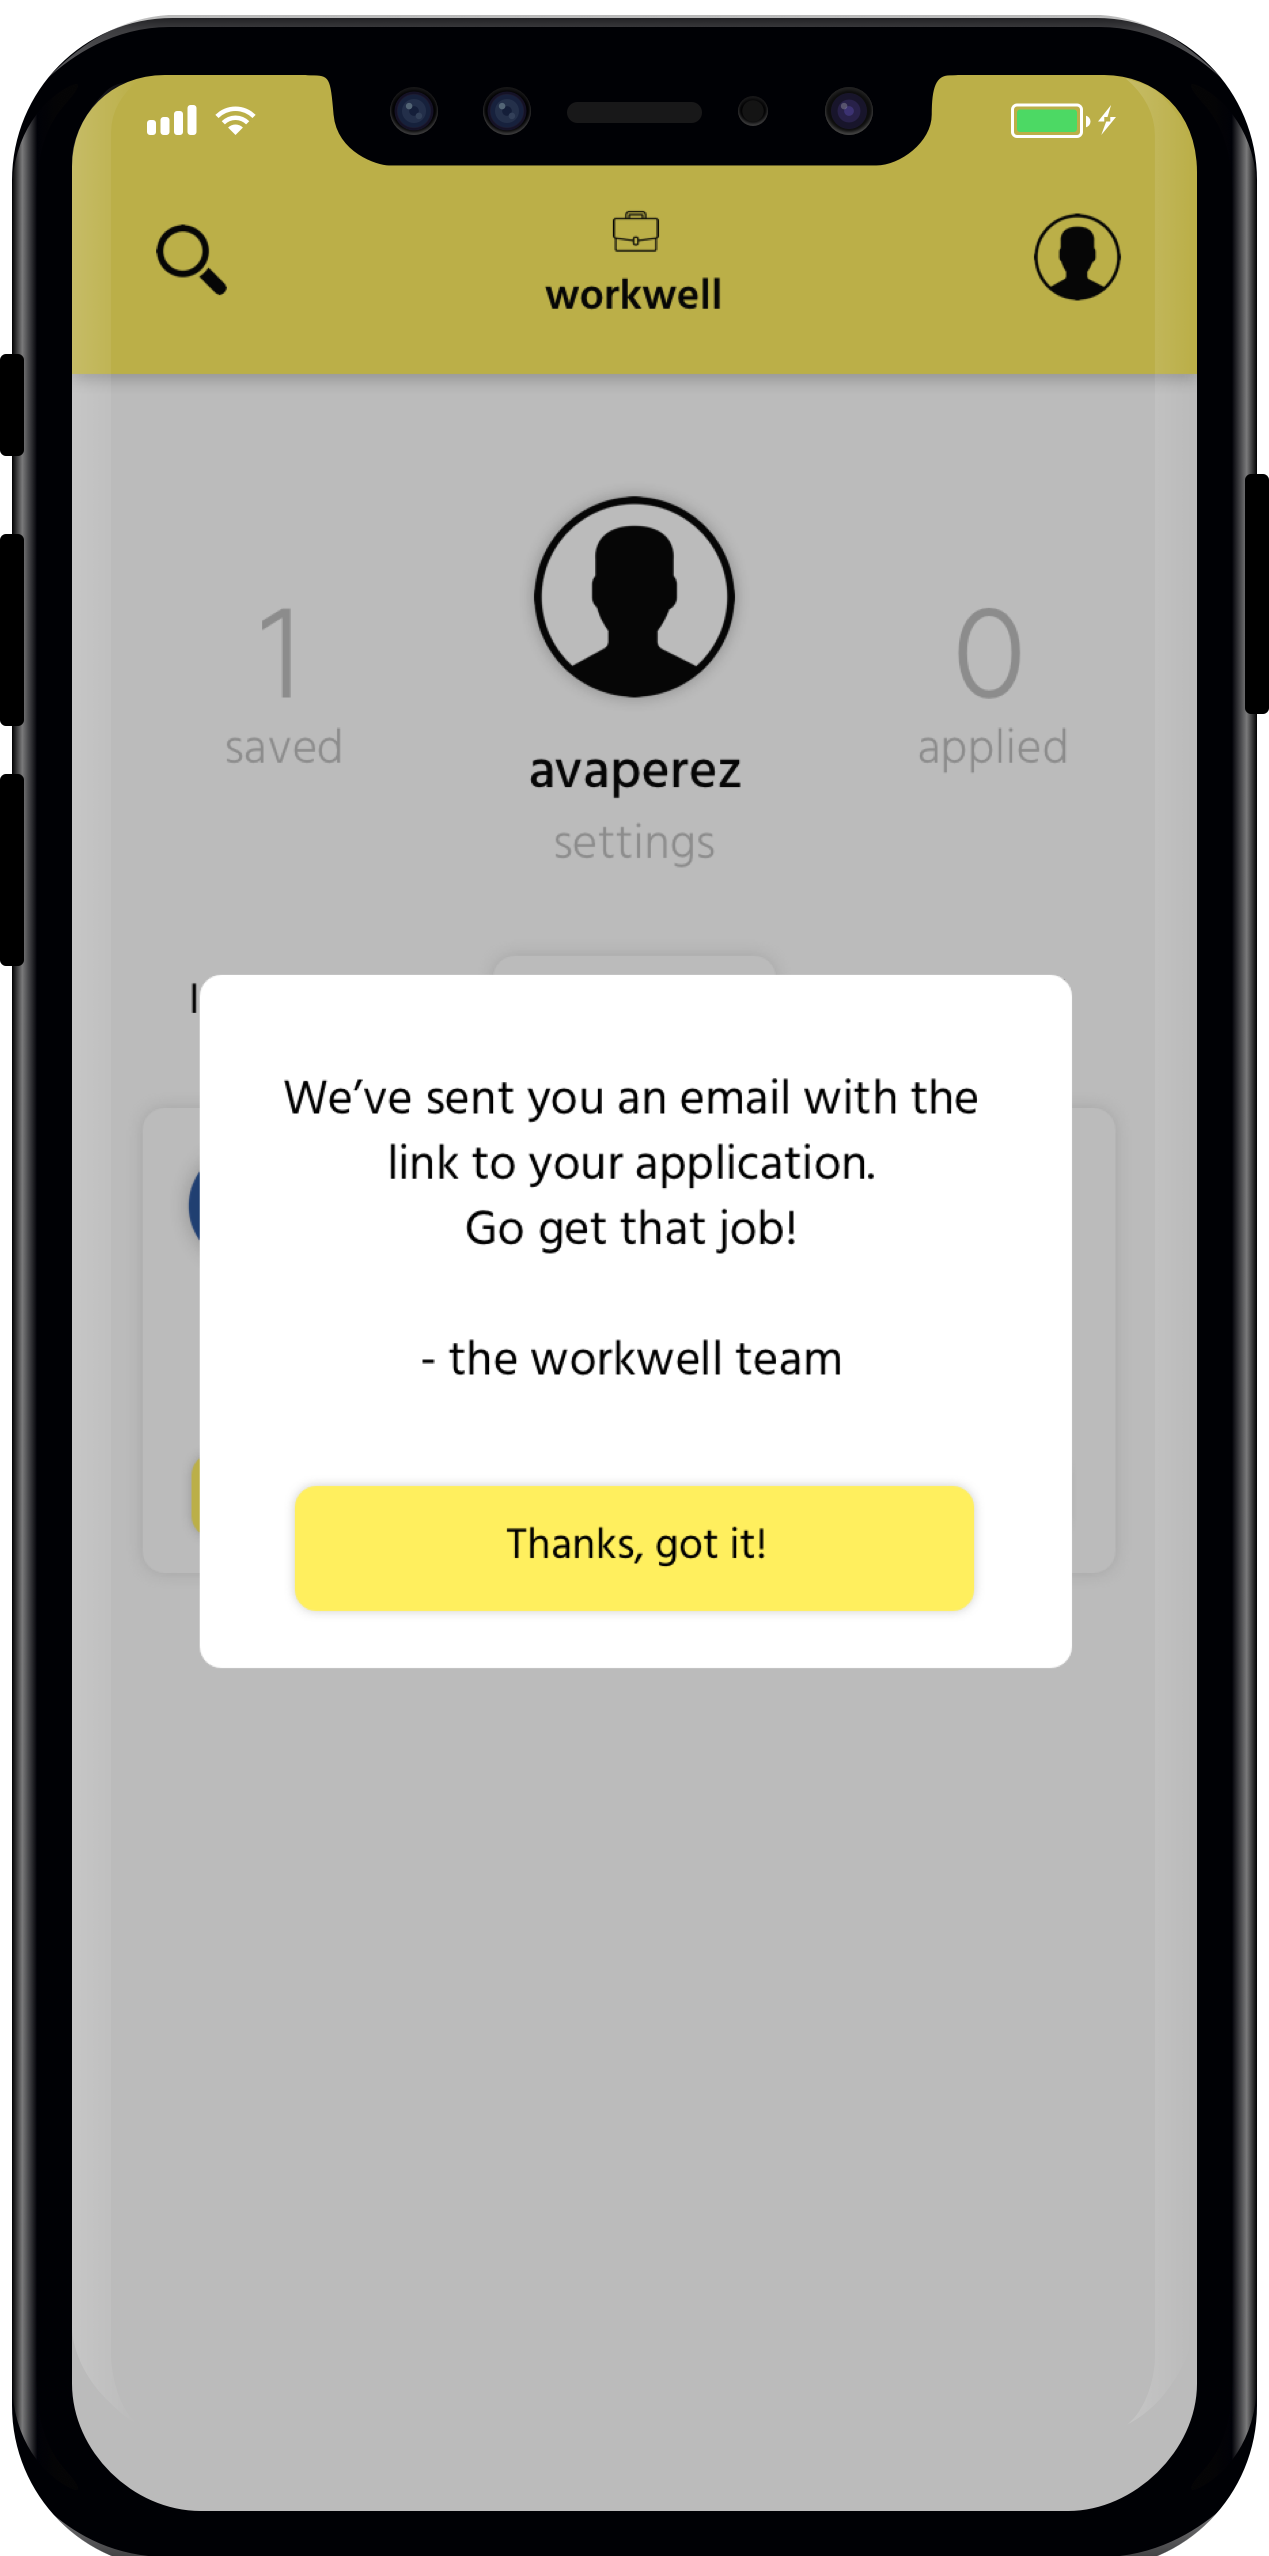 workwell
1
saved
avaperez
settings
0
applied
We’ve sent you an email with the
link to your application.
Go get that job!
- the workwell team
Thanks, got it!